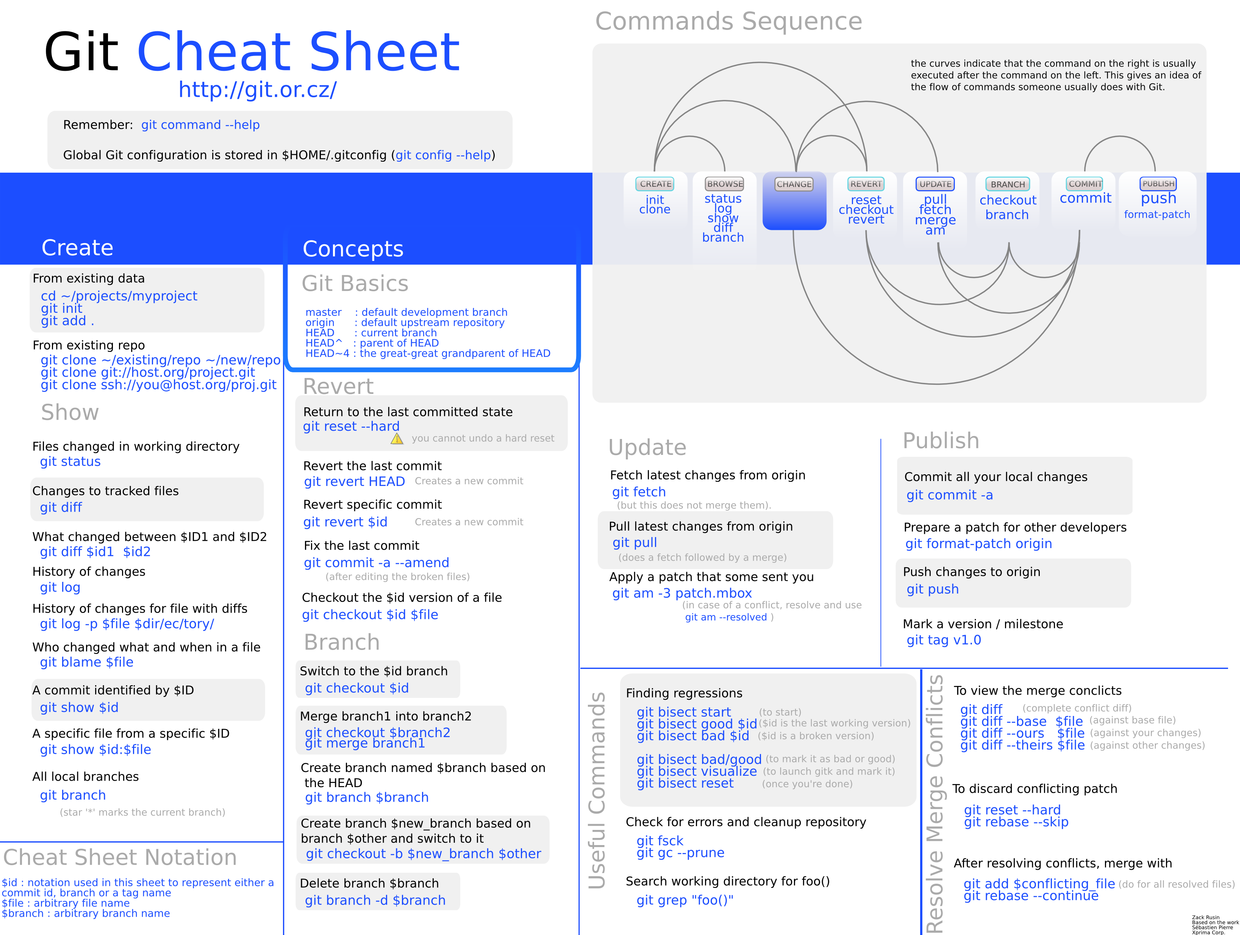 Git Cheat Sheet
http://git.or.cz/
Remember: git command --help
Global Git configuration is stored in $HOME/.gitconfig (git config --help)
Commands Sequence
the curves indicate that the command on the right is usually
executed after the command on the left. This gives an idea of
the flow of commands someone usually does with Git.
CREATE
init
clone
BROWSE
status
log
show
diff
branch
CHANGE
REVERT
reset
checkout
revert
UPDATE
pull
fetch
merge
am
BRANCH
checkout
branch
COMMIT
commit
PUBLISH
push
format-patch
Create
From existing data
cd ~/projects/myproject
git init
git add .
From existing repo
git clone ~/existing/repo ~/new/repo
git clone git://host.org/project.git
git clone ssh://you@host.org/proj.git
Show
Files changed in working directory
git status
Changes to tracked files
git diff
What changed between $ID1 and $ID2
git diff $id1 $id2
History of changes
git log
History of changes for file with diffs
git log -p $file $dir/ec/tory/
Who changed what and when in a file
git blame $file
A commit identified by $ID
git show $id
A specific file from a specific $ID
git show $id:$file
All local branches
git branch
(star '*' marks the current branch)
Cheat Sheet Notation
$id : notation used in this sheet to represent either a
commit id, branch or a tag name
$file : arbitrary file name
$branch : arbitrary branch name
Concepts
Git Basics
master : default development branch
origin : default upstream repository
HEAD : current branch
HEAD^ : parent of HEAD
HEAD~4 : the great-great grandparent of HEAD
Revert
Return to the last committed state
git reset --hard
you cannot undo a hard reset
Revert the last commit
git revert HEAD Creates a new commit
Revert specific commit
git revert $id Creates a new commit
Fix the last commit
git commit -a --amend
(after editing the broken files)
Checkout the $id version of a file
git checkout $id $file
Branch
Switch to the $id branch
git checkout $id
Merge branch1 into branch2
git checkout $branch2
git merge branch1
Create branch named $branch based on
the HEAD
git branch $branch
Create branch $new_branch based on
branch $other and switch to it
git checkout -b $new_branch $other
Delete branch $branch
git branch -d $branch
Update
Fetch latest changes from origin
git fetch
(but this does not merge them).
Pull latest changes from origin
git pull
(does a fetch followed by a merge)
Apply a patch that some sent you
git am -3 patch.mbox
(in case of a conflict, resolve and use
git am --resolved )
Publish
Commit all your local changes
git commit -a
Prepare a patch for other developers
git format-patch origin
Push changes to origin
git push
Mark a version / milestone
git tag v1.0
Useful Commands
Finding regressions
git bisect start (to start)
git bisect good $id ($id is the last working version)
git bisect bad $id ($id is a broken version)
git bisect bad/good (to mark it as bad or good)
git bisect visualize (to launch gitk and mark it)
git bisect reset (once you're done)
Check for errors and cleanup repository
git fsck
git gc --prune
Search working directory for foo()
git grep "foo()"
Resolve Merge Conflicts
To view the merge conclicts
git diff (complete conflict diff)
git diff --base $file (against base file)
git diff --ours $file (against your changes)
git diff --theirs $file (against other changes)
To discard conflicting patch
git reset --hard
git rebase --skip
After resolving conflicts, merge with
git add $conflicting_file (do for all resolved files)
git rebase --continue
Zack Rusin
Based on the work
Sébastien Pierre
Xprima Corp.